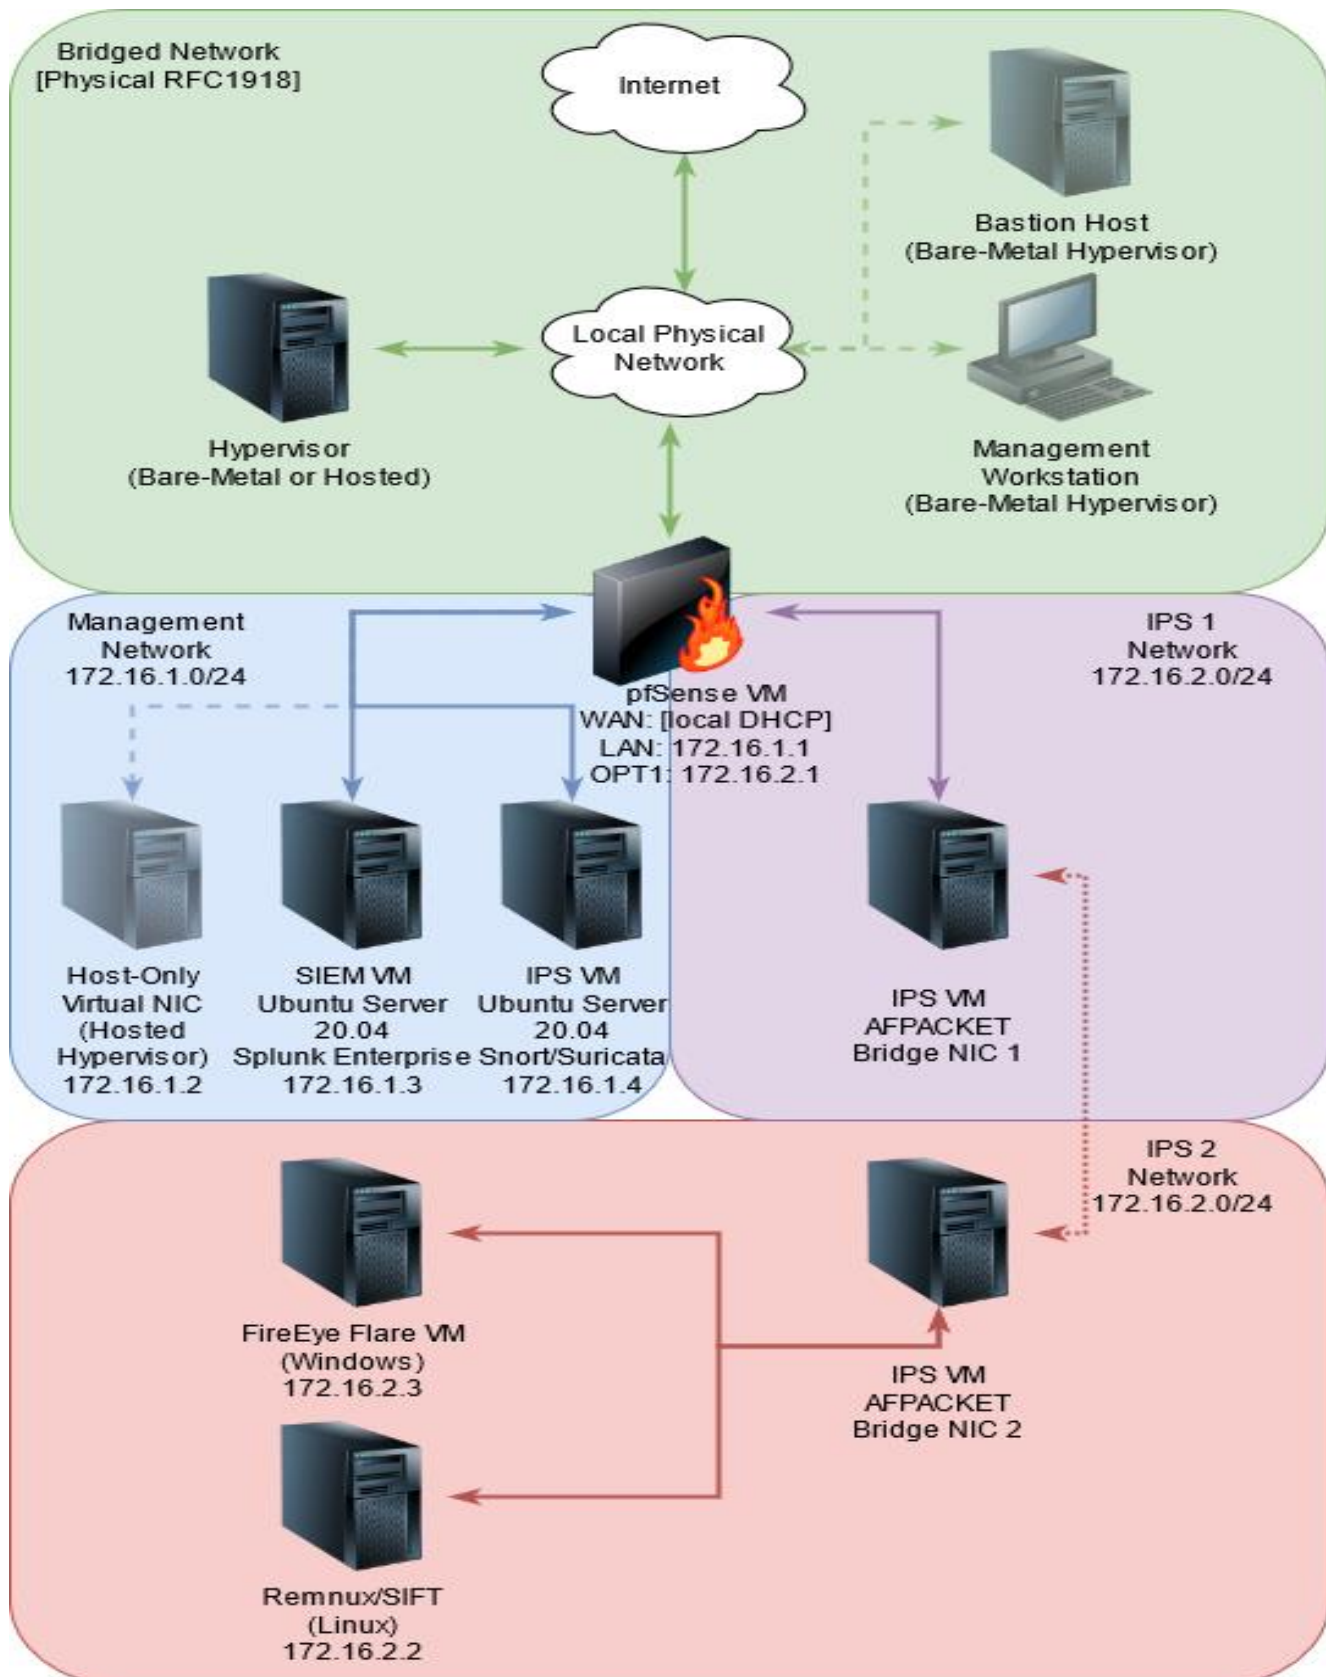 Bridged Network
[Physical RFC1918]
Internet
Bastion Host
(Bare-Metal Hypervisor)
Local Physical
Network
Hypervisor
(Bare-Metal or Hosted)
Management
Workstation
(Bare-Metal Hypervisor)
Management
Network
172.16.1.0/24
IPS 1
Network
172.16.2.0/24
pfSense VM
WAN: [local DHCP]
LAN: 172.16.1.1
OPT1: 172.16.2.1
Host-Only
Virtual NIC
(Hosted
Hypervisor)
172.16.1.2
SIEM VM
Ubuntu Server
20.04
Splunk Enterprise
172.16.1.3
IPS VM
Ubuntu Server
20.04
Snort/Suricata
172.16.1.4
IPS VM
AFPACKET
Bridge NIC 1
IPS 2
Network
172.16.2.0/24
FireEye Flare VM
(Windows)
172.16.2.3
IPS VM
AFPACKET
Bridge NIC 2
Remnux/SIFT
(Linux)
172.16.2.2